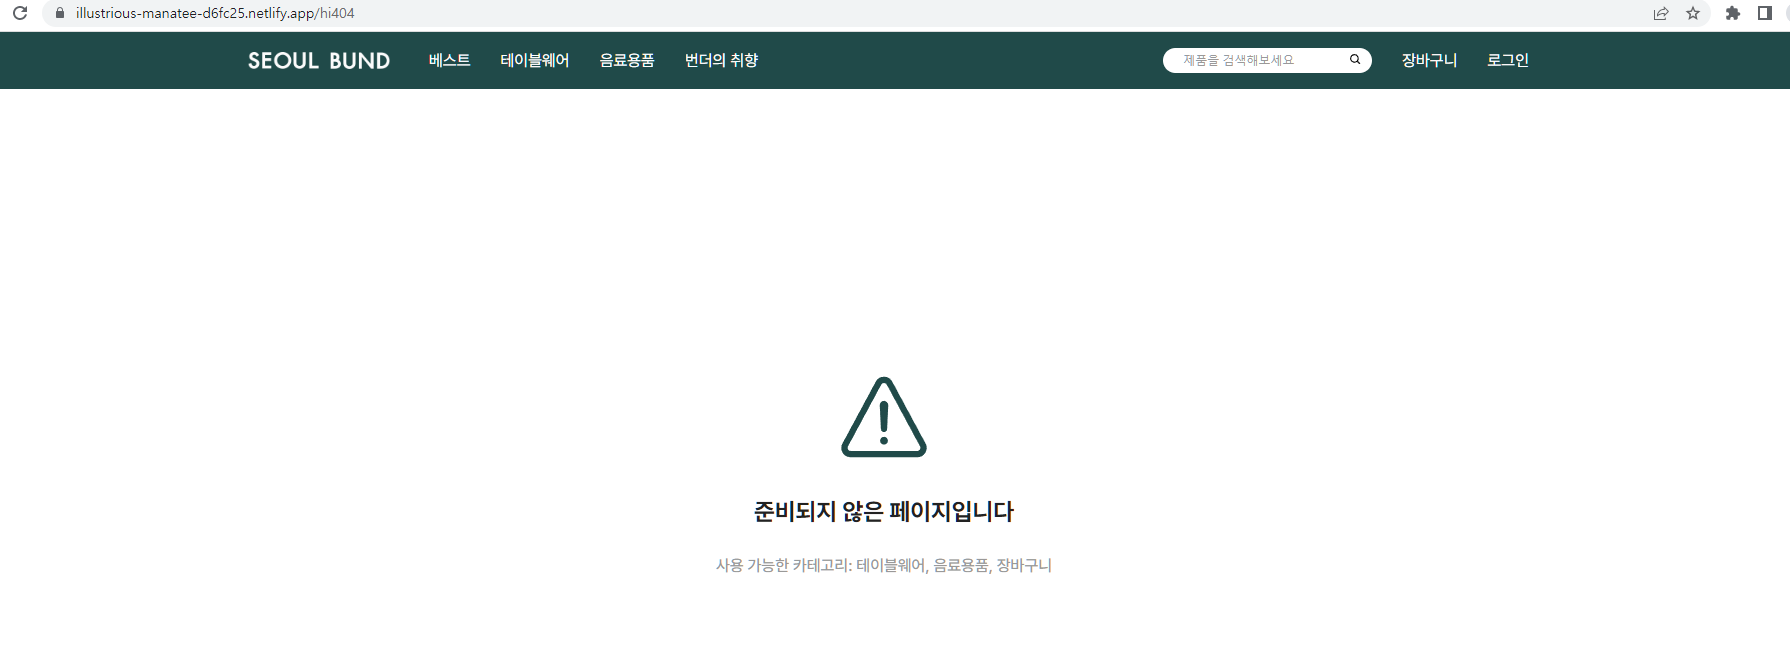 illustrious-manatee-d6fc25.netlify.app/hi404
SEOUL BUND 베스트 테이블웨어 음료용품 번더의 취향 제품을 검색해보세요 장바구니 로그인
준비되지 않은 페이지입니다
사용 가능한 카테고리: 테이블웨어, 음료용품, 장바구니